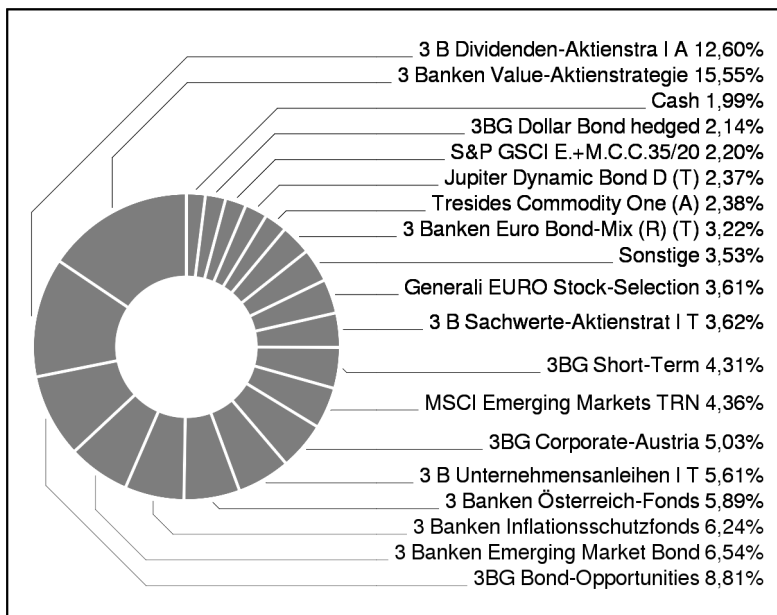 3 B Dividenden-Aktienstra I A 12,60%
3 Banken Value-Aktienstrategie 15,55%
Cash 1,99%
3BG Dollar Bond hedged 2,14%
S&P GSCI E.+M.C.C.35/20 2,20%
Jupiter Dynamic Bond D (T) 2,37%
Tresides Commodity One (A) 2,38%
3 Banken Euro Bond-Mix (R) (T) 3,22%
Sonstige 3,53%
Generali EURO Stock-Selection 3,61%
3 B Sachwerte-Aktienstrat I T 3,62%
3BG Short-Term 4,31%
MSCI Emerging Markets TRN 4,36%
3BG Corporate-Austria 5,03%
3 B Unternehmensanleihen I T 5,61%
3 Banken Österreich-Fonds 5,89%
3 Banken Inflationsschutzfonds 6,24%
3 Banken Emerging Market Bond 6,54%
3BG Bond-Opportunities 8,81%